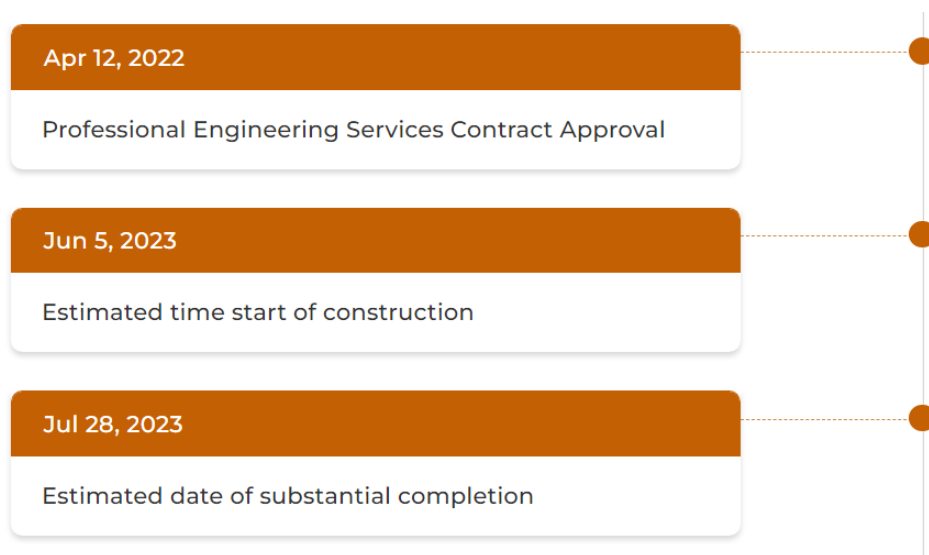 Apr 12, 2022
Professional Engineering Services Contract Approval
Jun 5, 2023
Estimated time start of construction
Jul 28, 2023
Estimated date of substantial completion